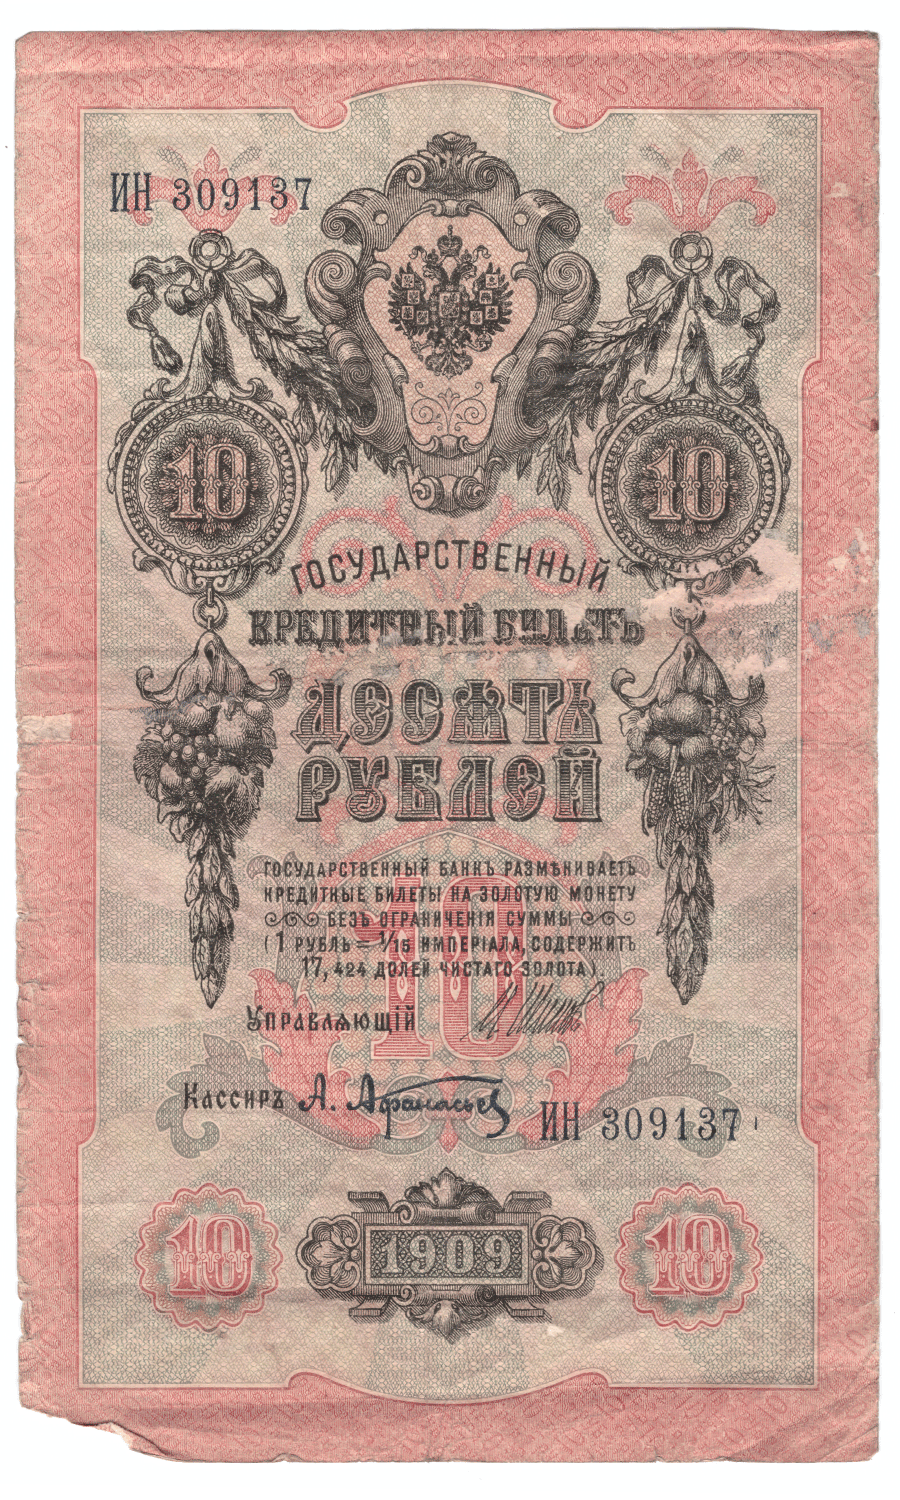 ИН 309137
10 10
ГОСУДАРСТВЕННЫЙ
КРЕДИТНЫЙ БИЛЕТЪ
ДЕСЯТЬ
РУБЛЕЙ
ГОСУДАРСТВЕННЫЙ БАНКЪ РАЗМѢНИВАЕТЪ
КРЕДИТНЫЕ БИЛЕТЫ НА ЗОЛОТУЮ МОНЕТУ
БЕЗЪ ОГРАНИЧЕНІЯ СУММЫ
(1 РУБЛЬ = 1/15 ИМПЕРІАЛА, СОДЕРЖИТЪ
17,424 ДОЛЕЙ ЧИСТАГО ЗОЛОТА).
10
Управляющій
Кассиръ А. Афанасьев
ИН 309137
10 1909 10